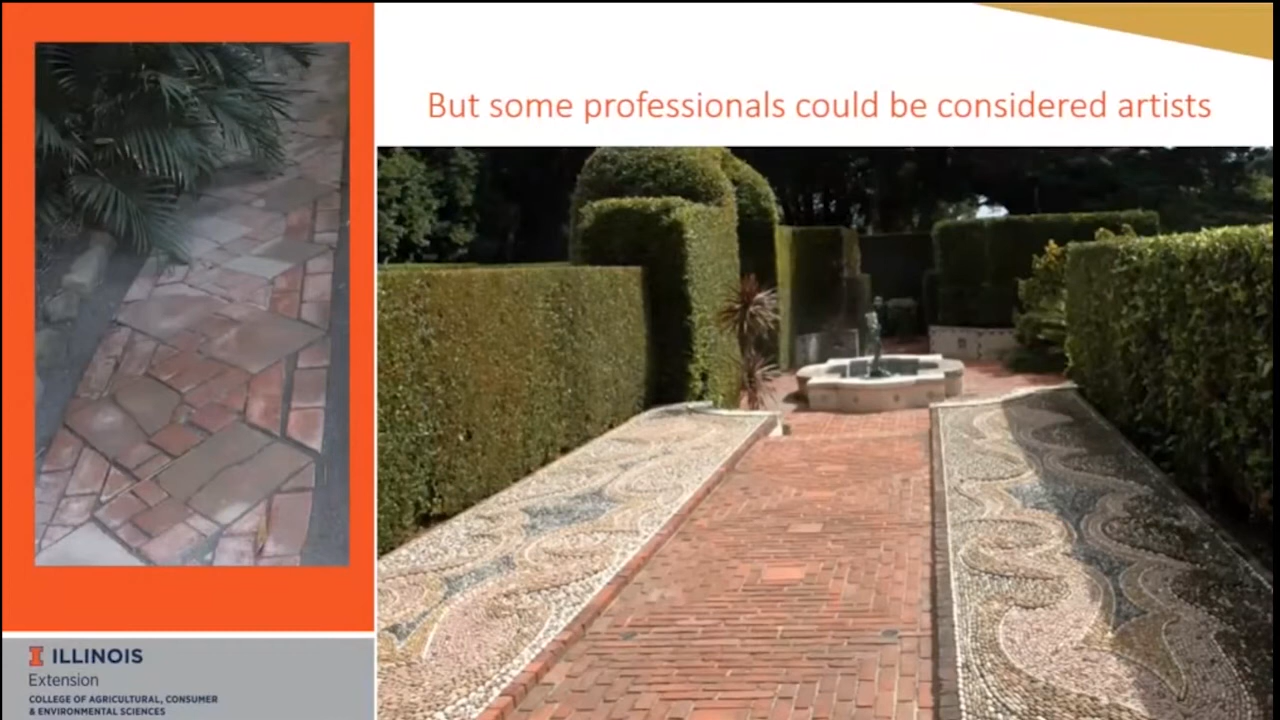 But some professionals could be considered artists
I ILLINOIS
Extension
COLLEGE OF AGRICULTURAL, CONSUMER
& ENVIRONMENTAL SCIENCES